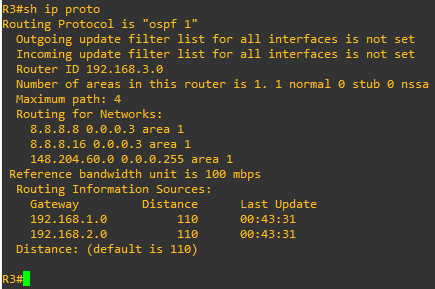 R3#sh ip proto
Routing Protocol is "ospf 1"
  Outgoing update filter list for all interfaces is not set
  Incoming update filter list for all interfaces is not set
  Router ID 192.168.3.0
  Number of areas in this router is 1. 1 normal 0 stub 0 nssa
  Maximum path: 4
  Routing for Networks:
    8.8.8.8 0.0.0.3 area 1
    8.8.8.16 0.0.0.3 area 1
    148.204.60.0 0.0.0.255 area 1
 Reference bandwidth unit is 100 mbps
  Routing Information Sources:
    Gateway         Distance      Last Update
    192.168.1.0          110      00:43:31
    192.168.2.0          110      00:43:31
  Distance: (default is 110)

R3#